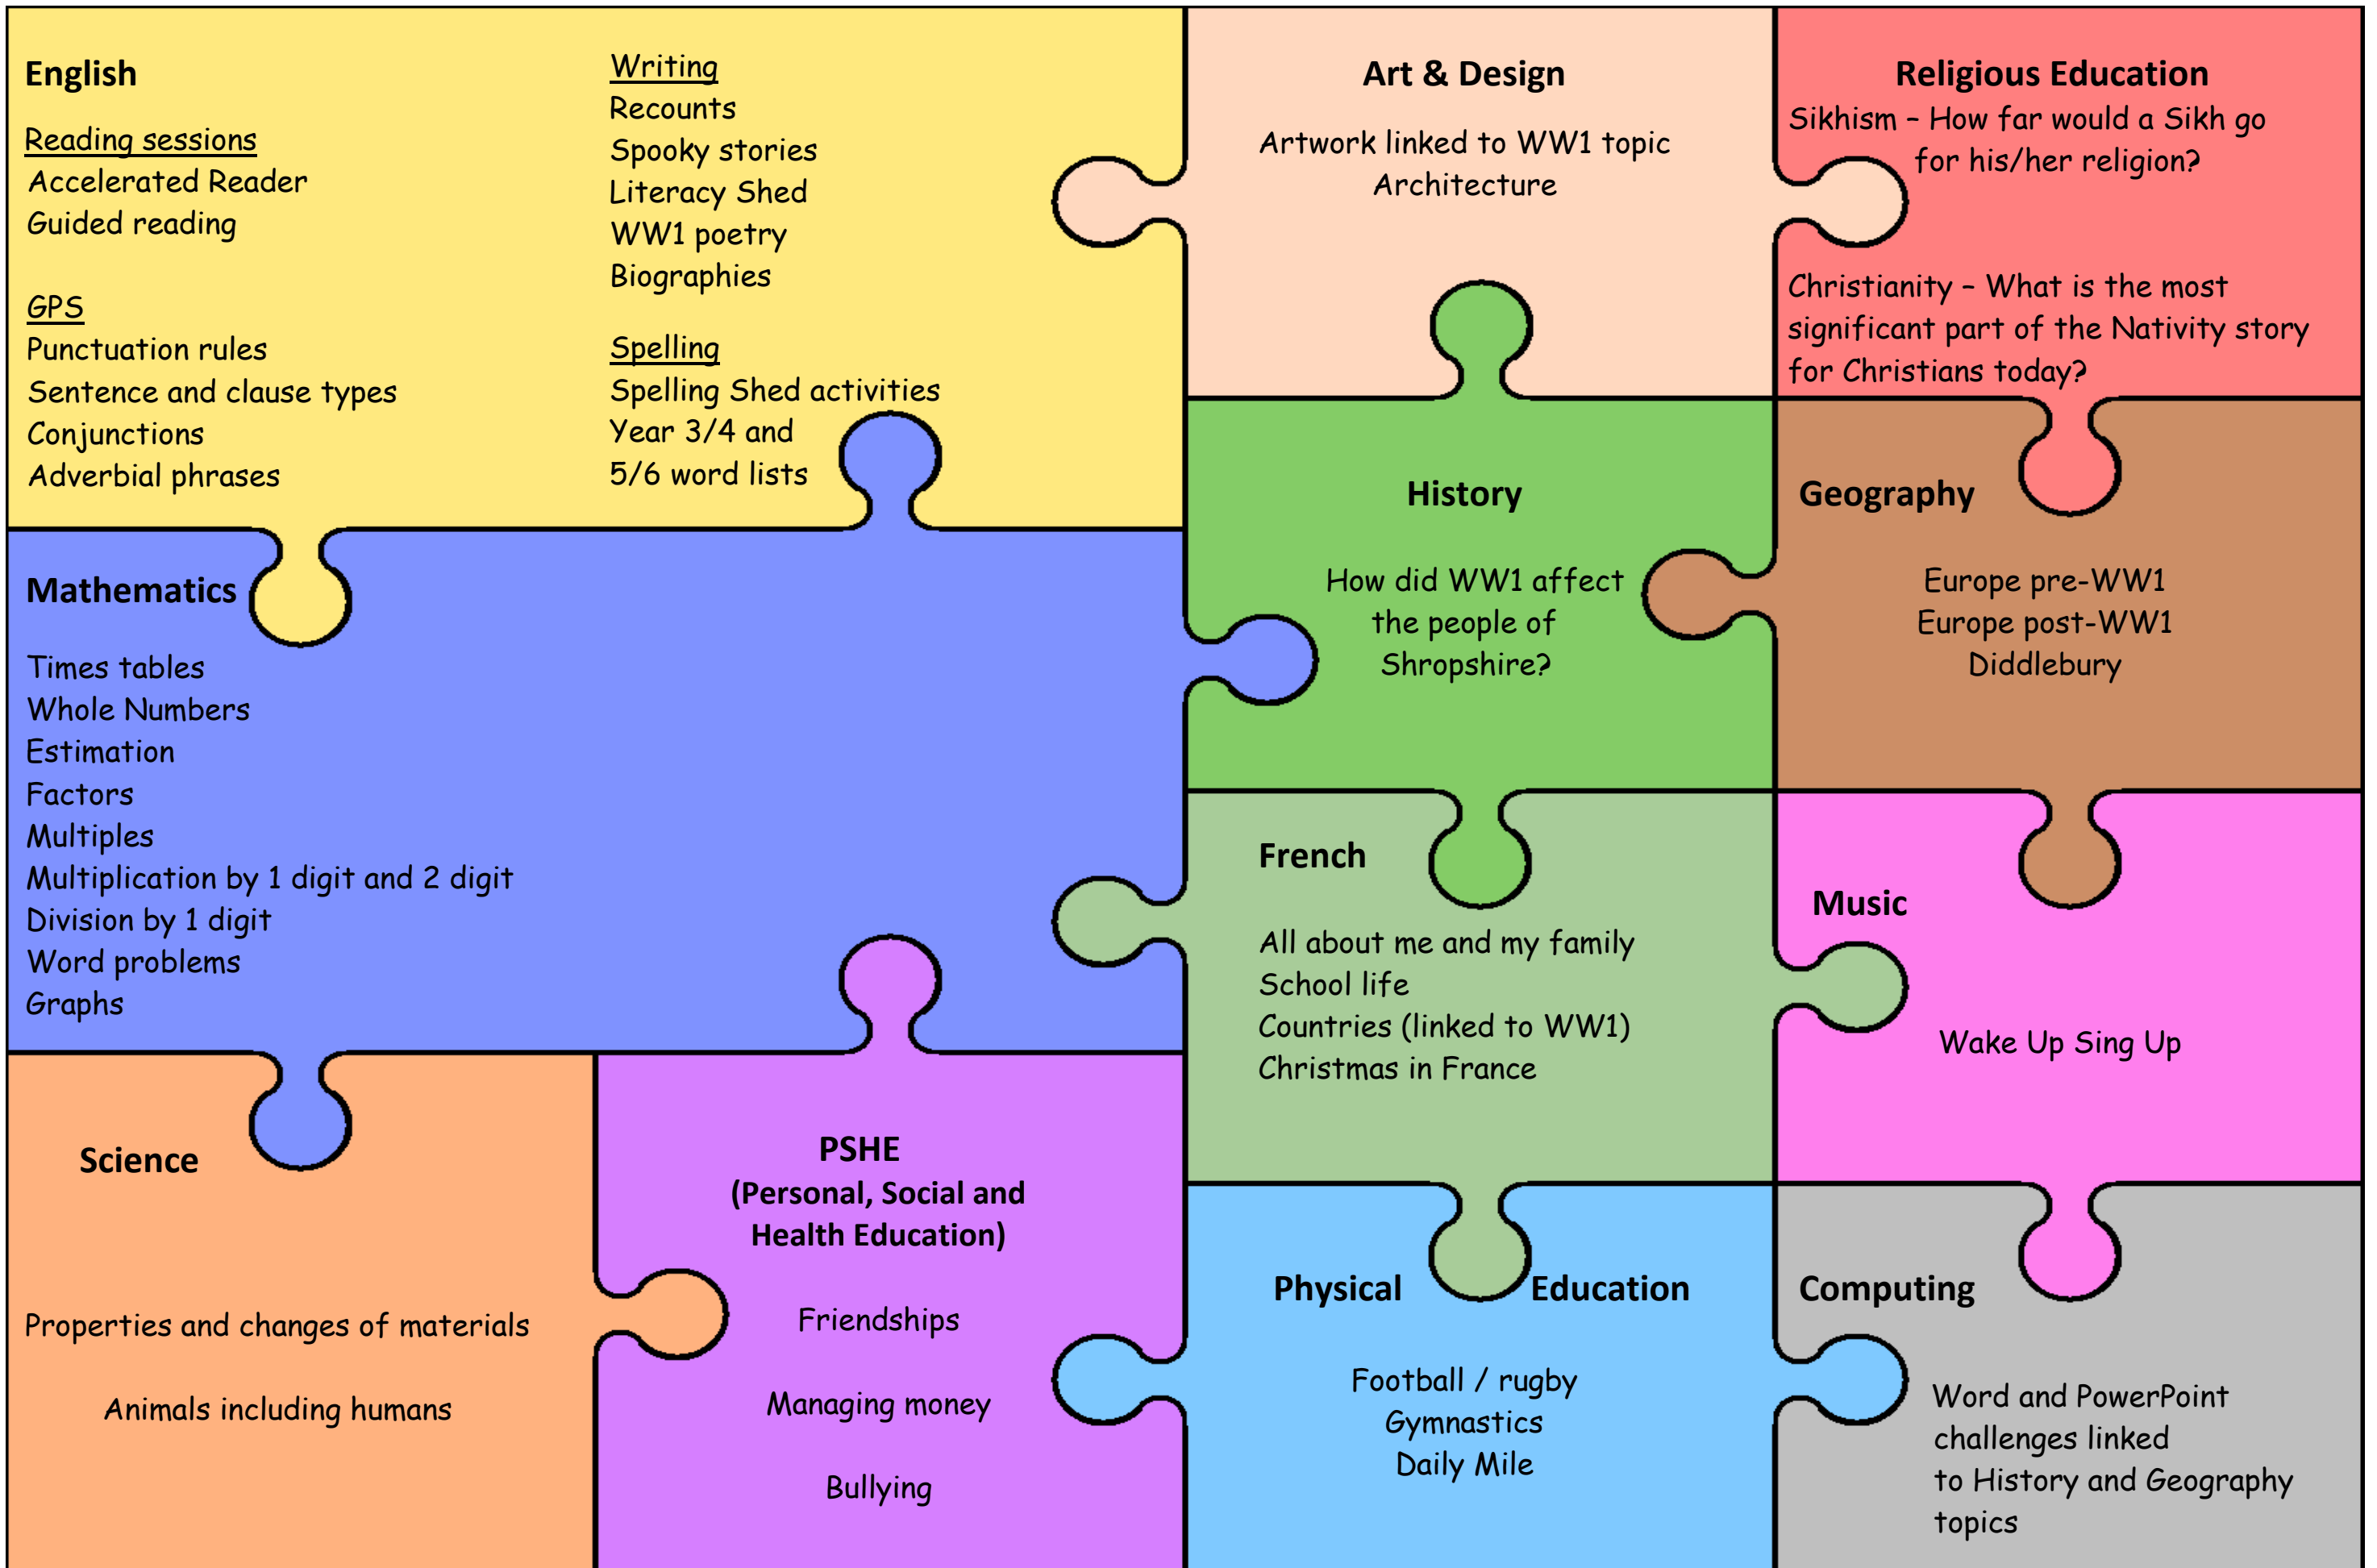 English
Reading sessions
Accelerated Reader
Guided reading
GPS
Punctuation rules
Sentence and clause types
Conjunctions
Adverbial phrases
Writing
Recounts
Spooky stories
Literacy Shed
WW1 poetry
Biographies
Spelling
Spelling Shed activities
Year 3/4 and
5/6 word lists
Art & Design
Artwork linked to WW1 topic
Architecture
Religious Education
Sikhism – How far would a Sikh go
for his/her religion?
Christianity – What is the most
significant part of the Nativity story
for Christians today?
History
How did WW1 affect
the people of
Shropshire?
Geography
Europe pre-WW1
Europe post-WW1
Diddlebury
Mathematics
Times tables
Whole Numbers
Estimation
Factors
Multiples
Multiplication by 1 digit and 2 digit
Division by 1 digit
Word problems
Graphs
French
All about me and my family
School life
Countries (linked to WW1)
Christmas in France
Music
Wake Up Sing Up
Science
Properties and changes of materials
Animals including humans
PSHE
(Personal, Social and
Health Education)
Friendships
Managing money
Bullying
Physical Education
Football / rugby
Gymnastics
Daily Mile
Computing
Word and PowerPoint
challenges linked
to History and Geography
topics